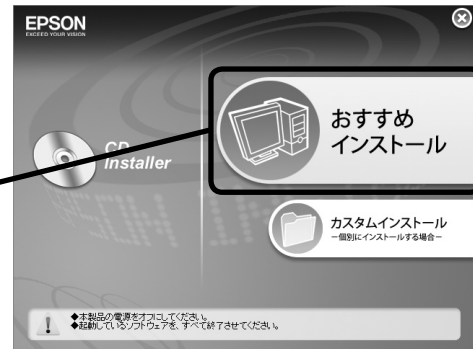 EPSON
EXCEED YOUR VISION
CD
Installer
おすすめ
インストール
カスタムインストール
－個別にインストールする場合－
◆本製品の電源をオフにしてください。
◆起動しているソフトウェアを、すべて終了させてください。